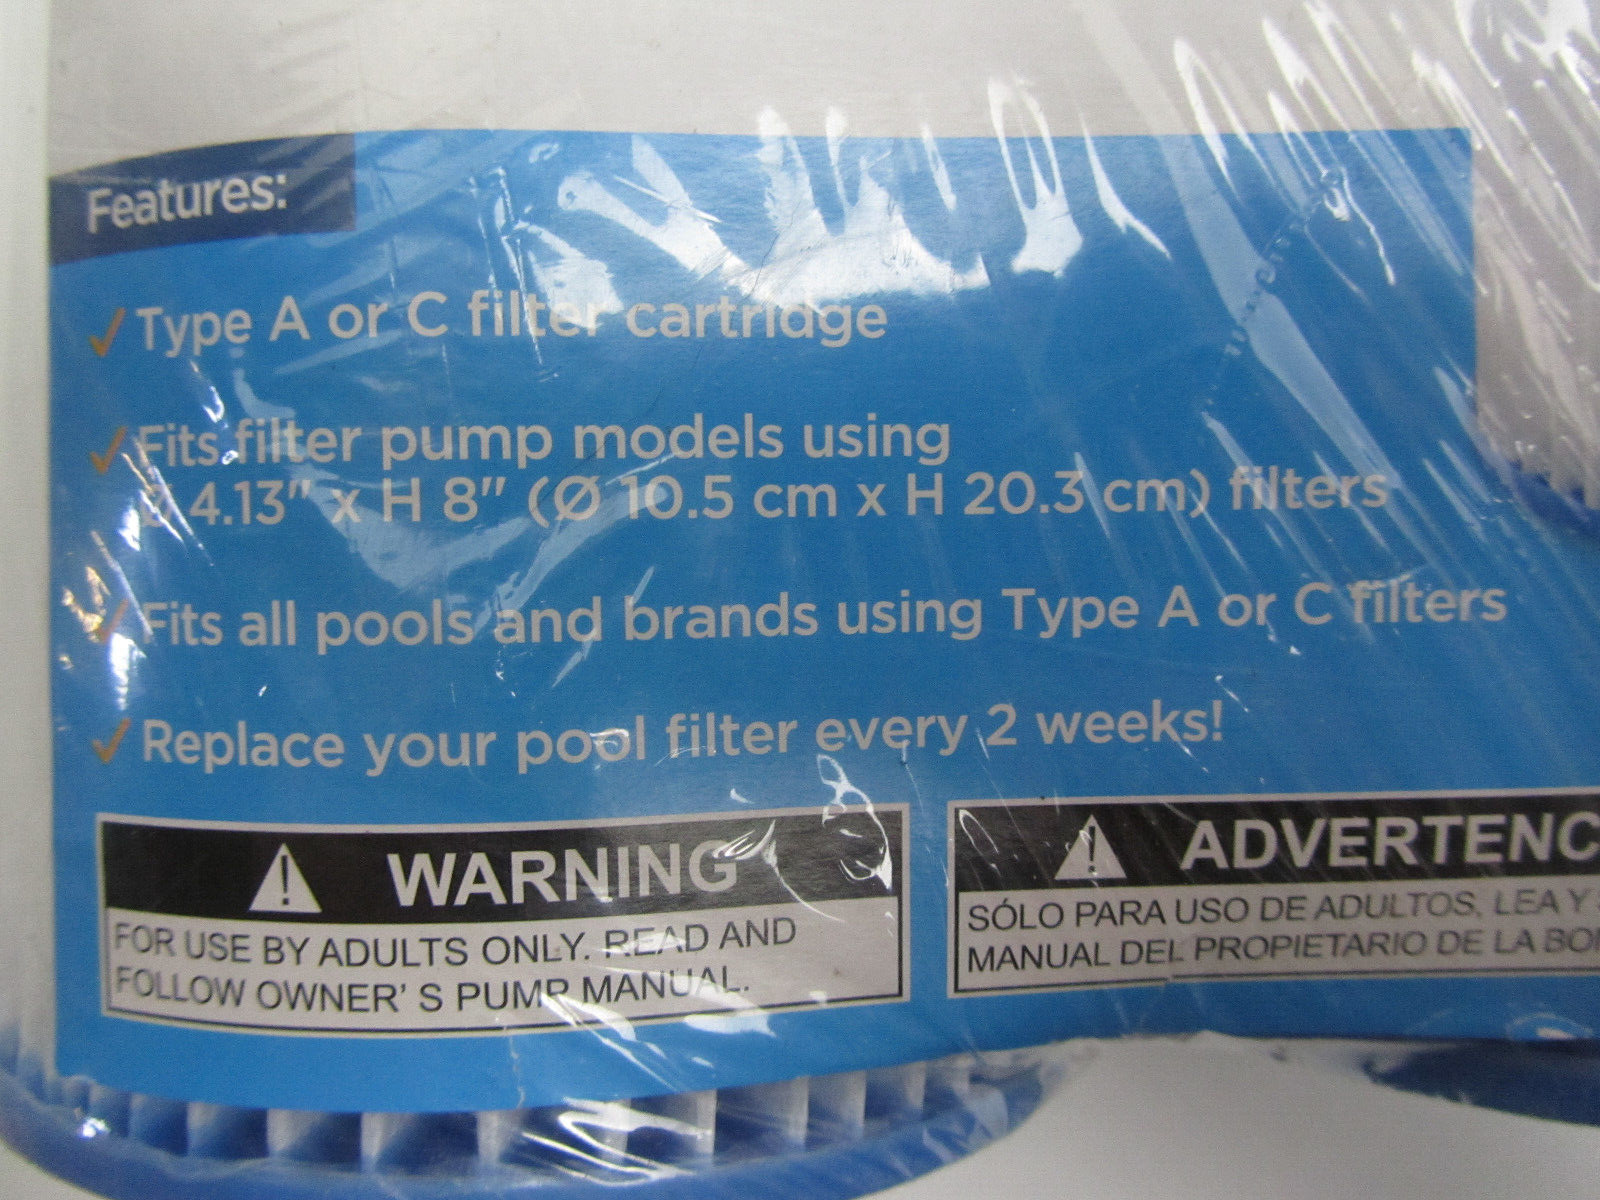 Features:
Type A or C filter cartridge
Fits filter pump models using
Ø 4.13" x H 8" (Ø 10.5 cm x H 20.3 cm) filters
Fits all pools and brands using Type A or C filters
Replace your pool filter every 2 weeks!
WARNING
FOR USE BY ADULTS ONLY. READ AND
FOLLOW OWNER' S PUMP MANUAL.
ADVERTENC
SÓLO PARA USO DE ADULTOS, LEA Y
MANUAL DEL PROPIETARIO DE LA BO